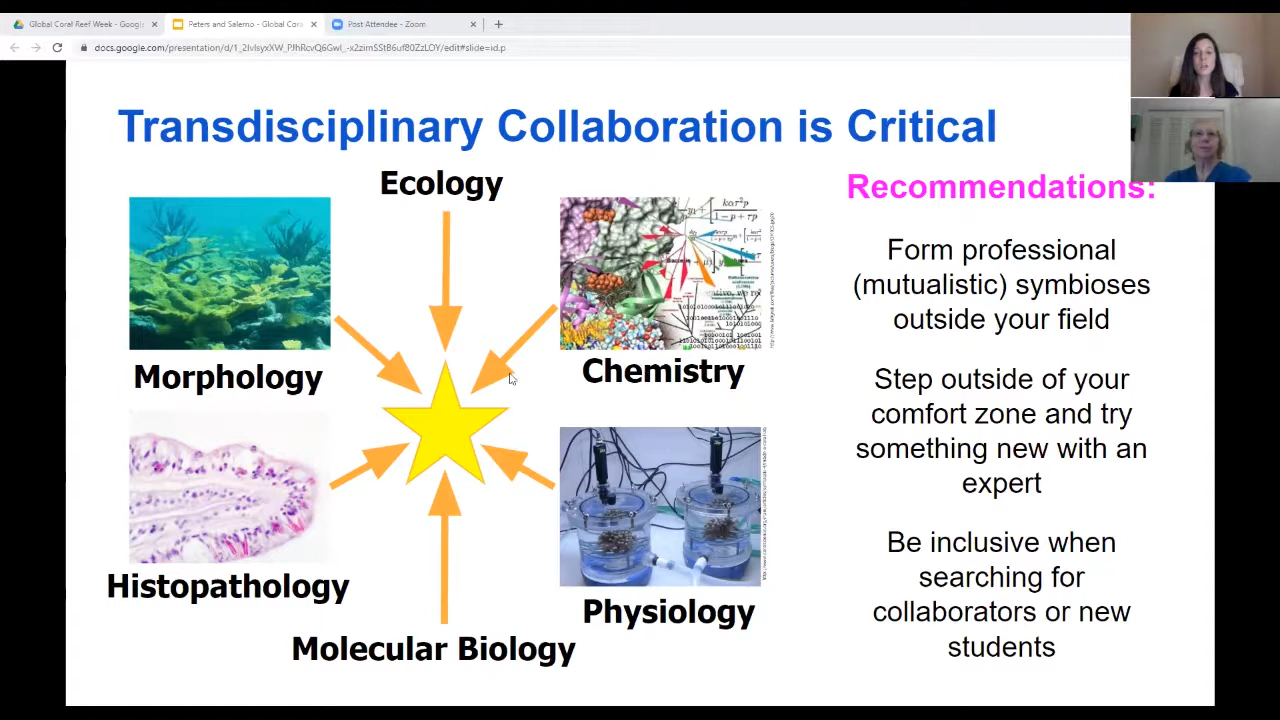 Global Coral Reef Week - Google
Peters and Salerno - Global Cora
Post Attendee - Zoom
docs.google.com/presentation/d/
/edit#slide=id.p
Transdisciplinary Collaboration is Critical
Ecology
Morphology
Chemistry
Histopathology
Physiology
Molecular Biology
Recommendations:
Form professional
(mutualistic) symbioses
outside your field
Step outside of your
comfort zone and try
something new with an
expert
Be inclusive when
searching for
collaborators or new
students